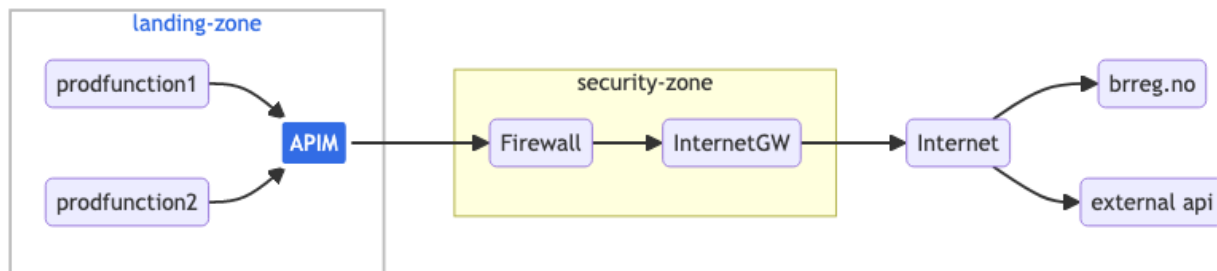 landing-zone
prodfunction1
prodfunction2
APIM
security-zone
Firewall
InternetGW
Internet
brreg.no
external api